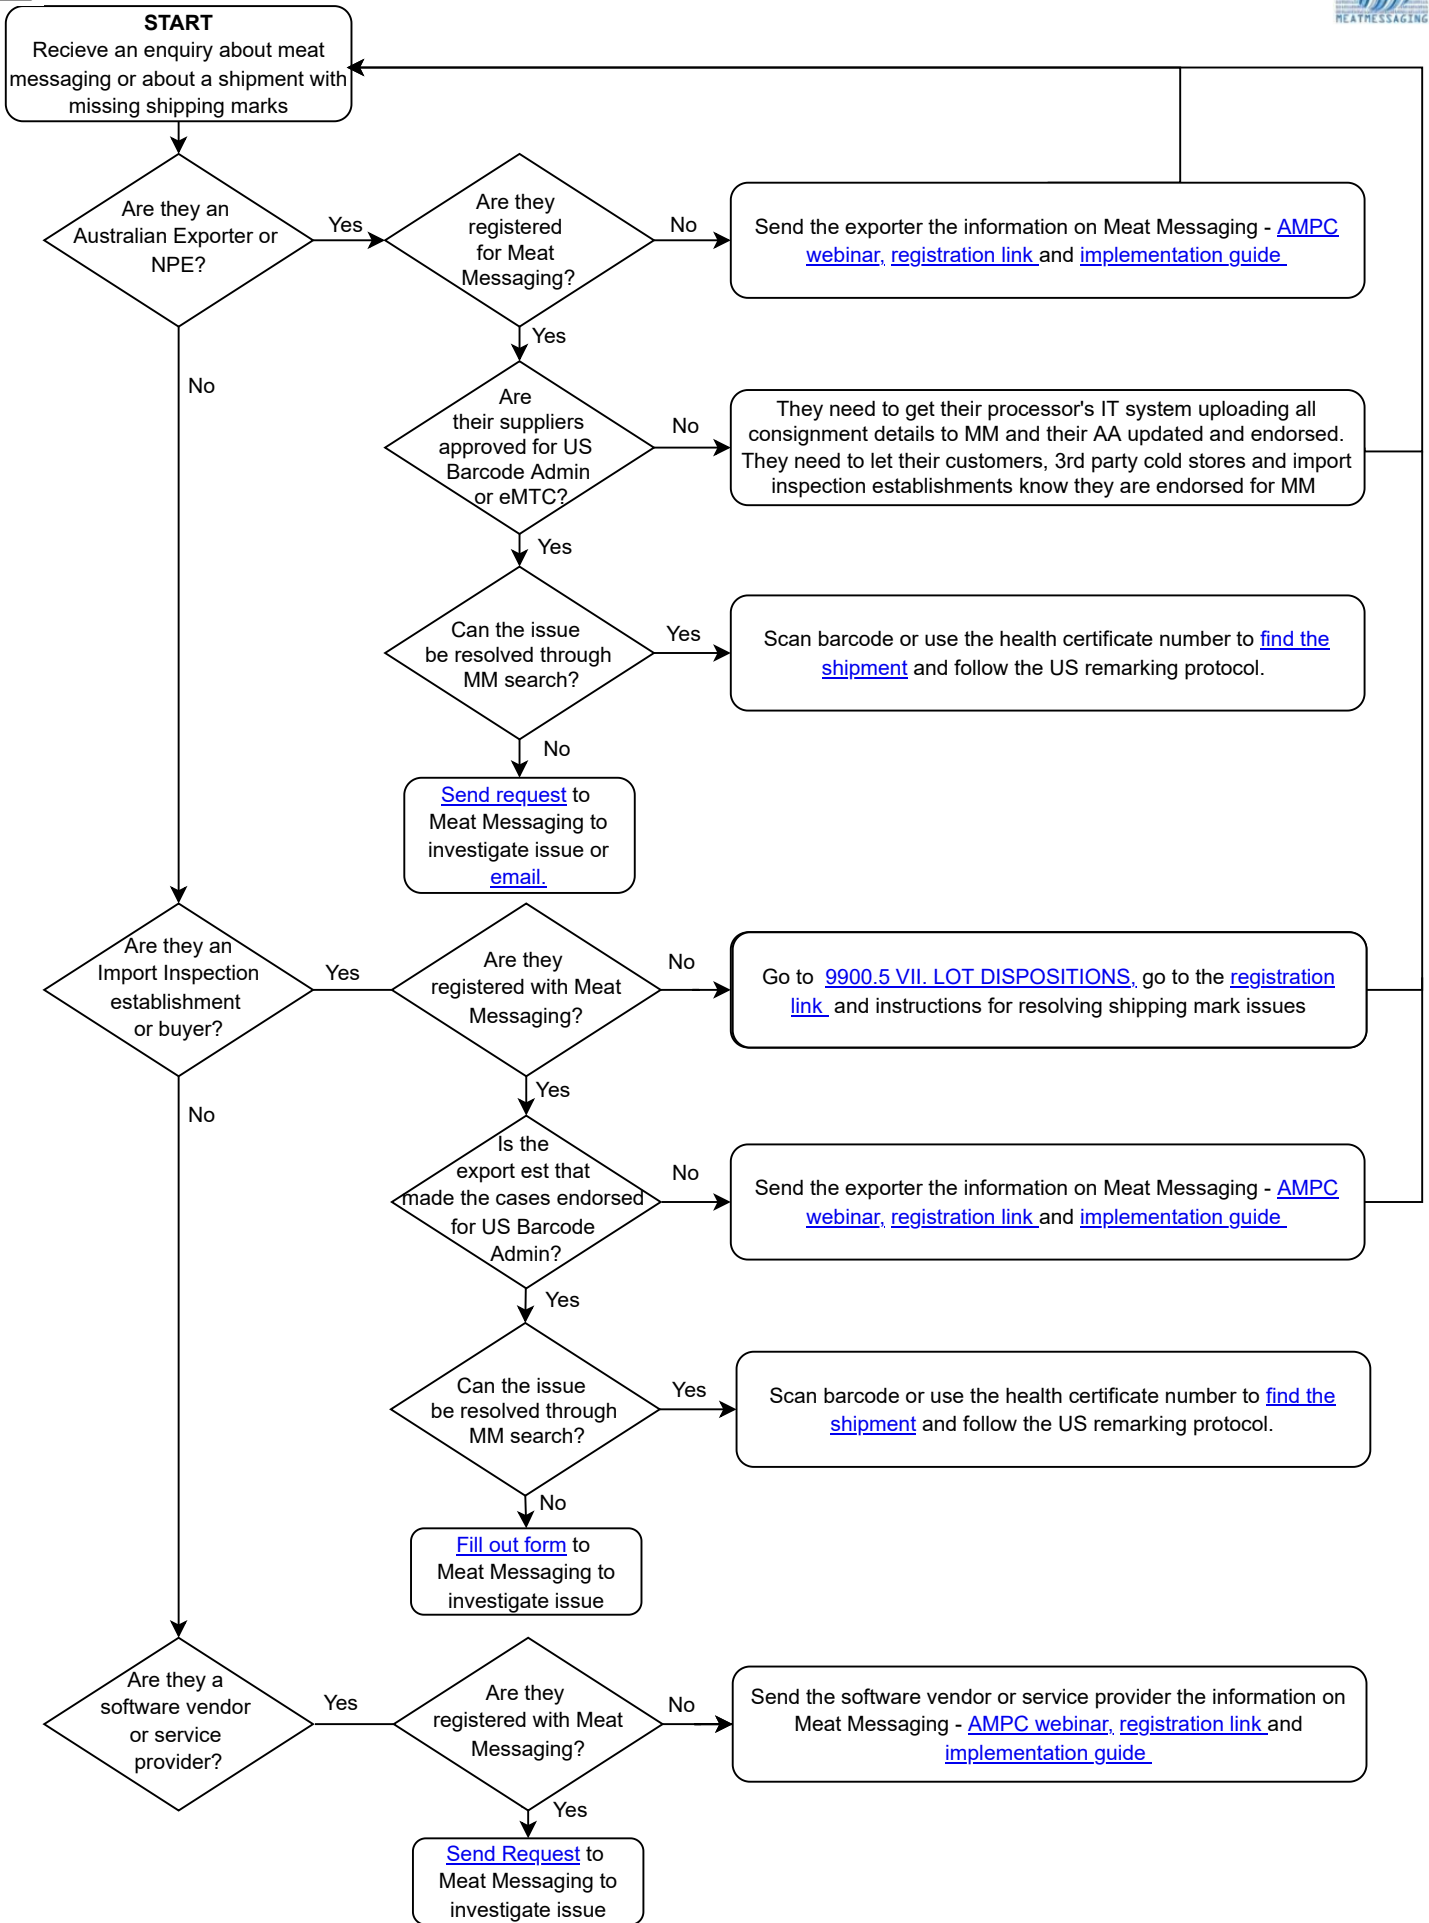 MEATMESSAGING
START
Recieve an enquiry about meat
messaging or about a shipment with
missing shipping marks
Are they an
Australian Exporter or
NPE?
Yes
Are they
registered
for Meat
Messaging?
No
Send the exporter the information on Meat Messaging - AMPC
webinar, registration link and implementation guide
Yes
No
Are
their suppliers
approved for US
Barcode Admin
or eMTC?
No
They need to get their processor's IT system uploading all
consignment details to MM and their AA updated and endorsed.
They need to let their customers, 3rd party cold stores and import
inspection establishments know they are endorsed for MM
Yes
Can the issue
be resolved through
MM search?
Yes
Scan barcode or use the health certificate number to find the
shipment and follow the US remarking protocol.
No
Send request to
Meat Messaging to
investigate issue or
email.
Are they an
Import Inspection
establishment
or buyer?
Yes
Are they
registered with Meat
Messaging?
No
Go to 9900.5 VII. LOT DISPOSITIONS, go to the registration
link and instructions for resolving shipping mark issues
Yes
No
Is the
export est that
made the cases endorsed
for US Barcode
Admin?
No
Send the exporter the information on Meat Messaging - AMPC
webinar, registration link and implementation guide
Yes
Can the issue
be resolved through
MM search?
Yes
Scan barcode or use the health certificate number to find the
shipment and follow the US remarking protocol.
No
Fill out form to
Meat Messaging to
investigate issue
Are they a
software vendor
or service
provider?
Yes
Are they
registered with Meat
Messaging?
No
Send the software vendor or service provider the information on
Meat Messaging - AMPC webinar, registration link and
implementation guide
Yes
Send Request to
Meat Messaging to
investigate issue